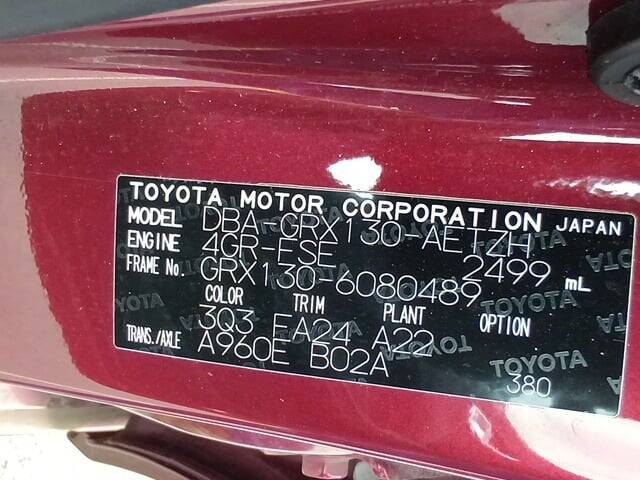 TOYOTA MOTOR CORPORATION JAPAN
MODEL DBA-GRX130-AETZH
ENGINE 4GR-FSE 2499 mL
FRAME No. GRX130-6080489
COLOR TRIM PLANT OPTION
3Q3 FA24 A22
TRANS./AXLE A960E B02A
380